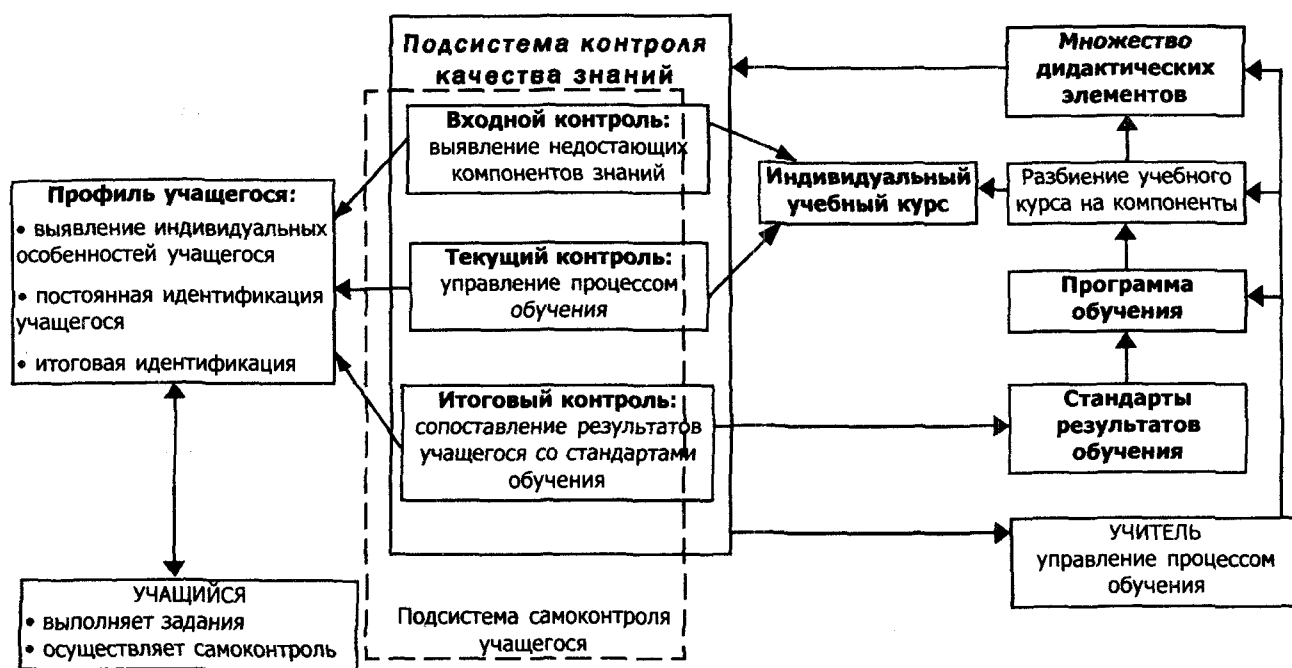 Подсистема контроля
качества знаний
Входной контроль:
выявление недостающих
компонентов знаний
Текущий контроль:
управление процессом
обучения
Итоговый контроль:
сопоставление результатов
учащегося со стандартами
обучения
Подсистема самоконтроля
учащегося
Профиль учащегося:
• выявление индивидуальных
особенностей учащегося
• постоянная идентификация
учащегося
• итоговая идентификация
УЧАЩИЙСЯ
• выполняет задания
• осуществляет самоконтроль
Индивидуальный
учебный курс
Множество
дидактических
элементов
Разбиение учебного
курса на компоненты
Программа
обучения
Стандарты
результатов
обучения
УЧИТЕЛЬ
управление процессом
обучения